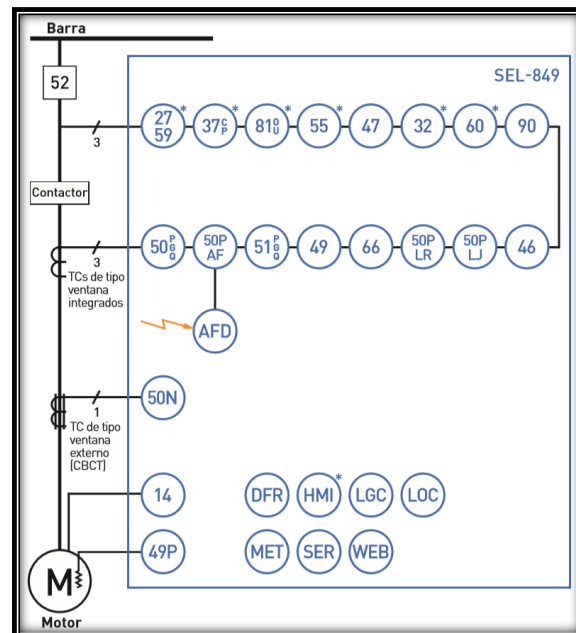 Barra
52
SEL-849
27
59
*
37 C
P
*
81 O
U
*
55
*
47
32
*
60
*
90
3
Contactor
50 P
G
Q
50P
AF
51 P
G
Q
49
66
50P
LR
50P
LJ
46
3
TCs de tipo
ventana
integrados
AFD
50N
1
TC de tipo
ventana
externo
(CBCT)
14
DFR
HMI
*
LGC
LOC
49P
MET
SER
WEB
M
Motor